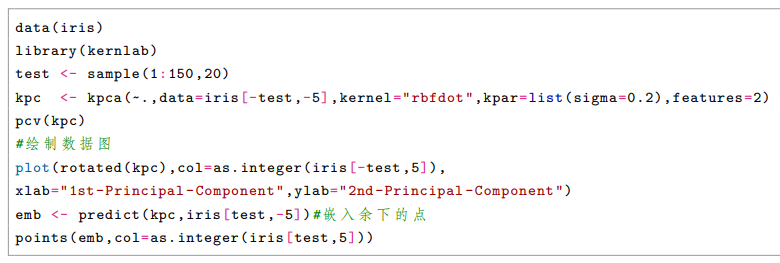 data(iris)
library(kernlab)
test <- sample(1:150,20)
kpc  <- kpca(~.,data=iris[-test,-5],kernel="rbfdot",kpar=list(sigma=0.2),features=2)
pcv(kpc)
#绘制数据图
plot(rotated(kpc),col=as.integer(iris[-test,5]),
xlab="1st-Principal-Component",ylab="2nd-Principal-Component")
emb <- predict(kpc,iris[test,-5])#嵌入余下的点
points(emb,col=as.integer(iris[test,5]))